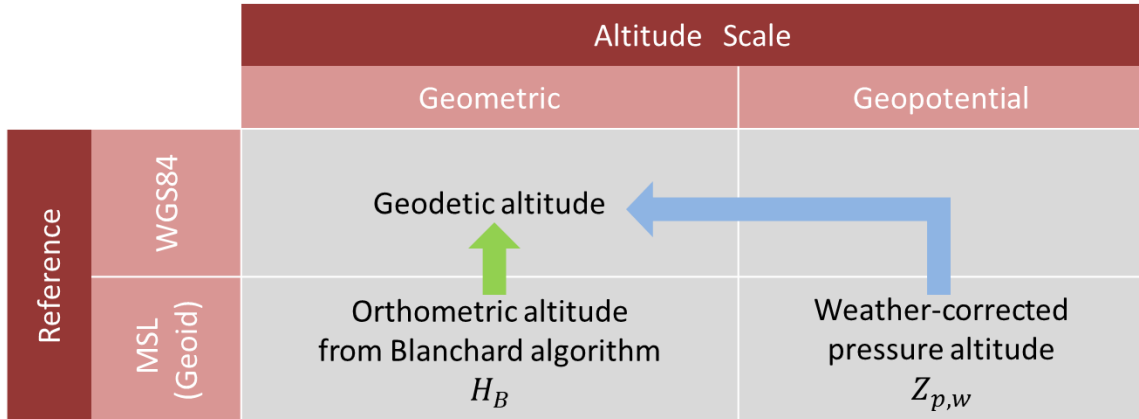 Altitude Scale
Geometric
Geopotential
Reference
WGS84
Geodetic altitude
MSL
(Geoid)
Orthometric altitude
from Blanchard algorithm
H_B
Weather-corrected
pressure altitude
Z_{p,w}